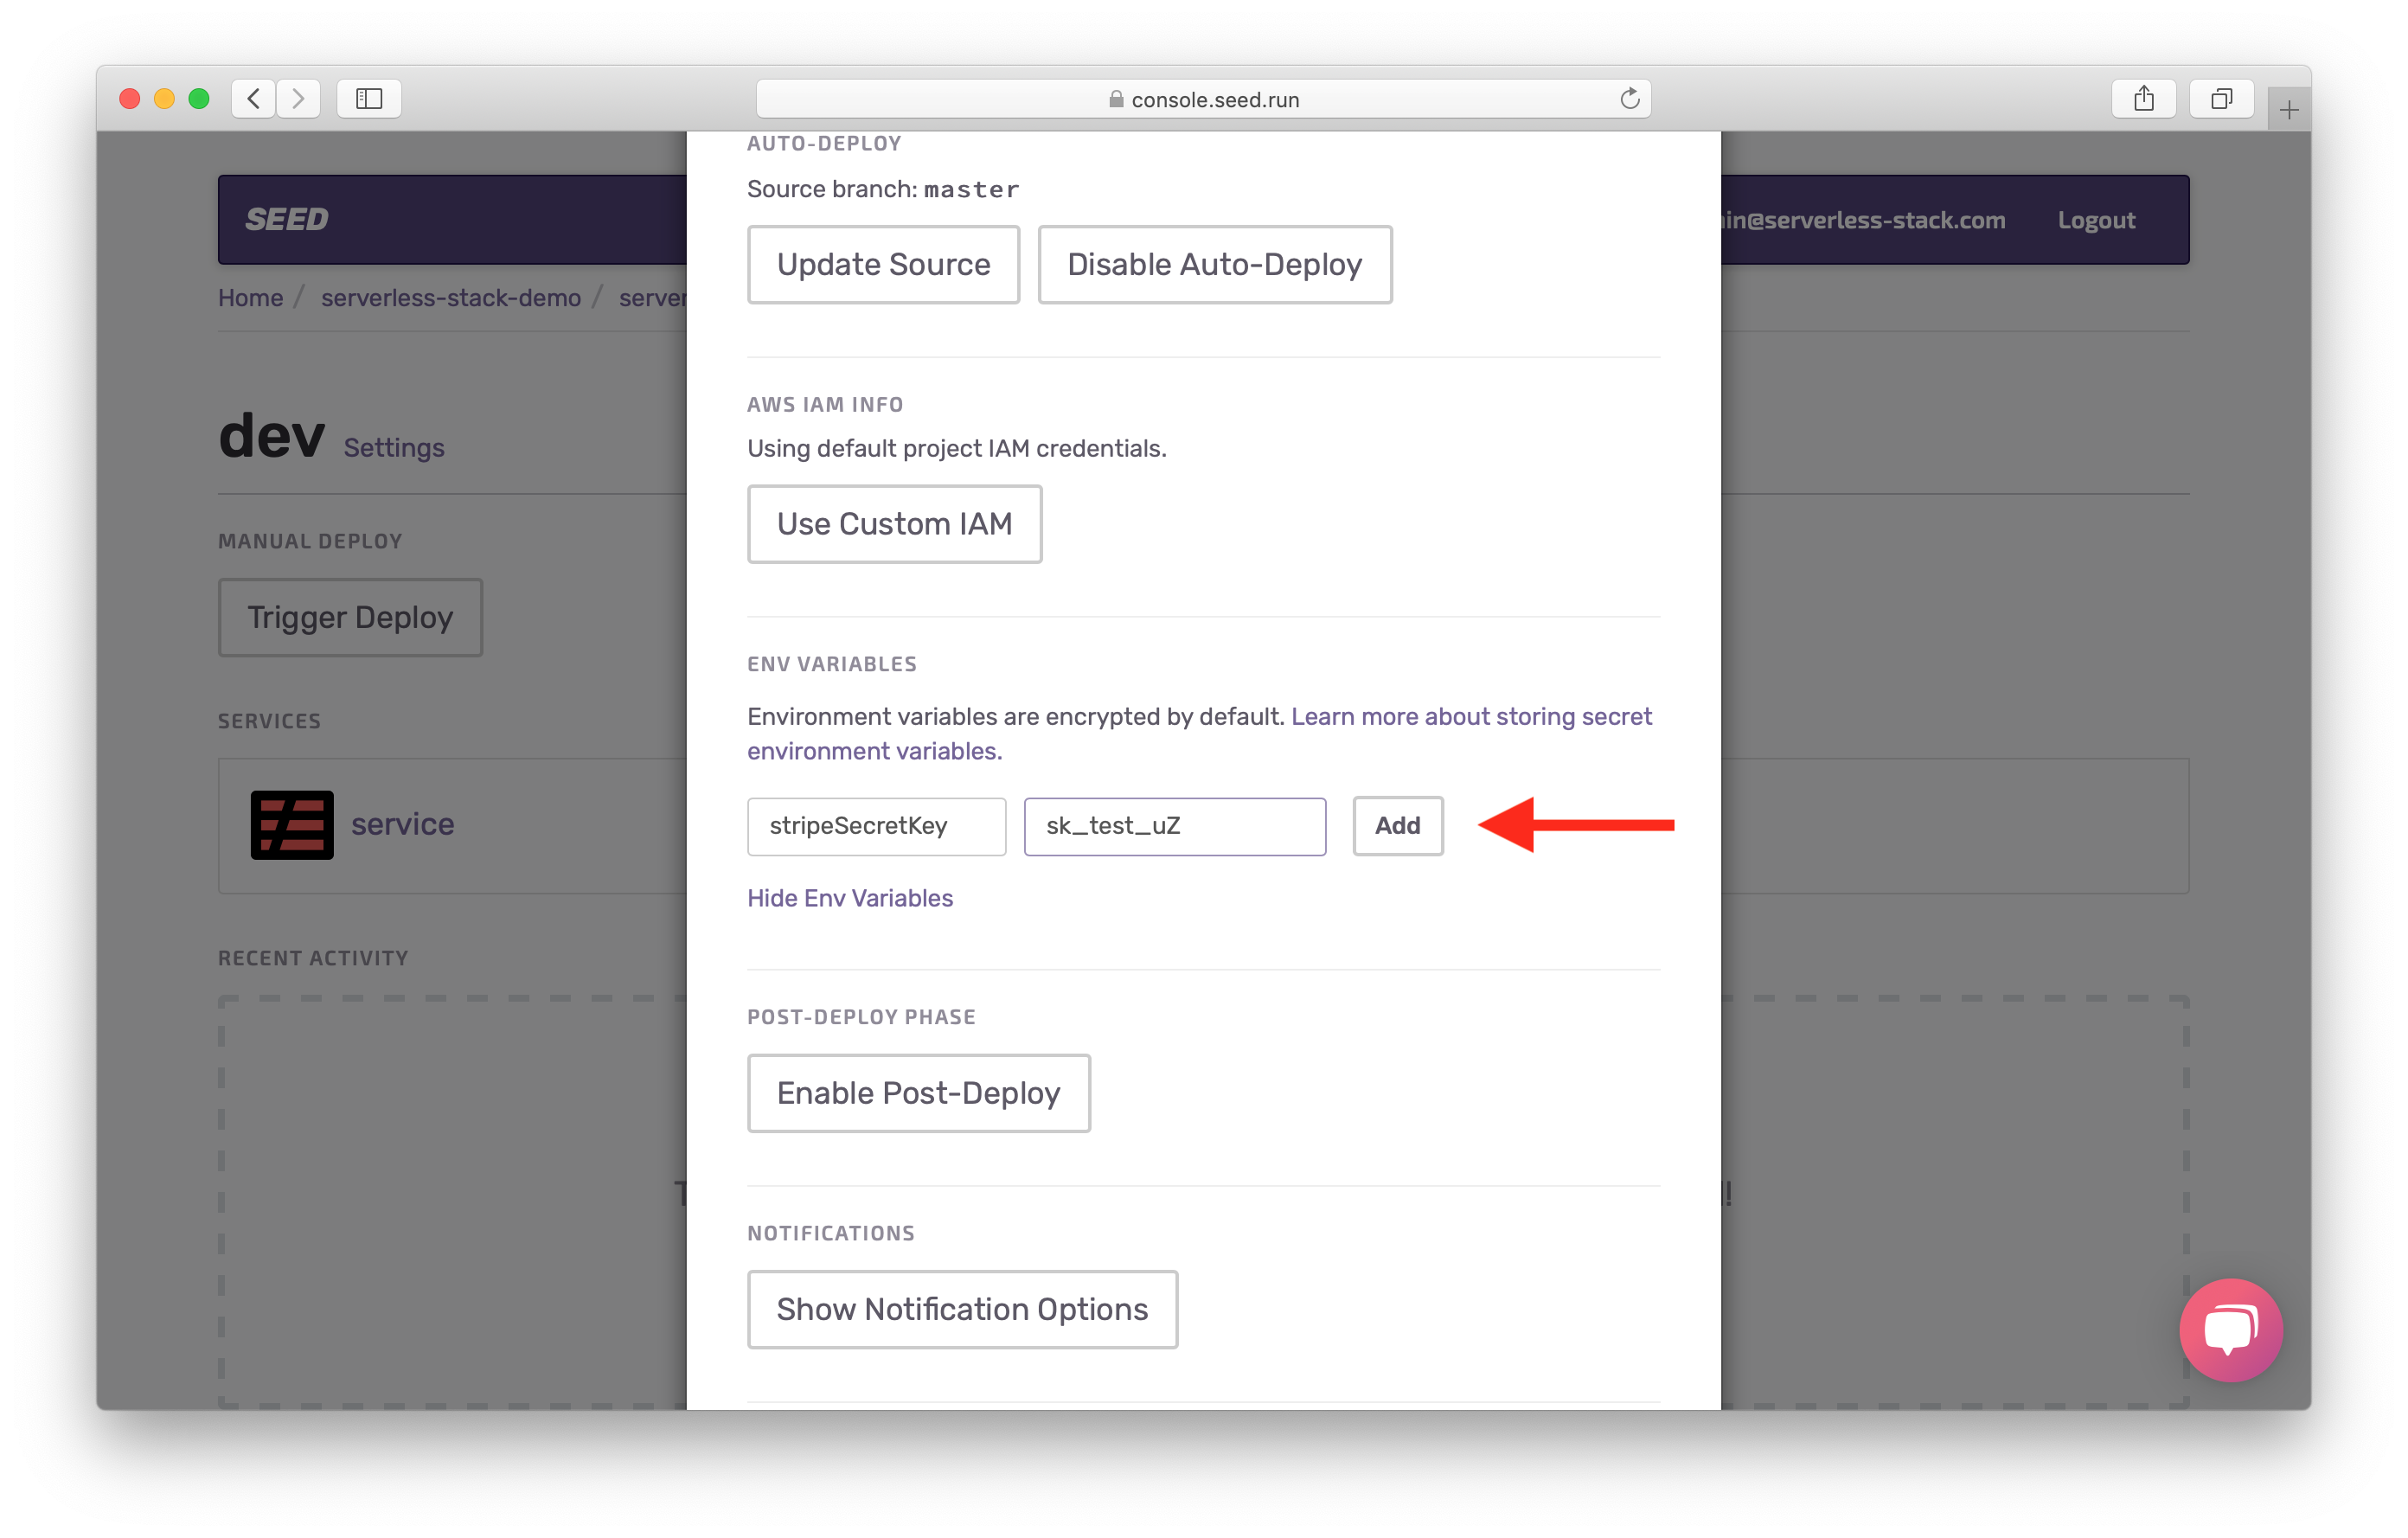 console.seed.run
SEED
in@serverless-stack.com
Logout
Home / serverless-stack-demo /
dev Settings
MANUAL DEPLOY
Trigger Deploy
SERVICES
service
RECENT ACTIVITY
AUTO-DEPLOY
Source branch: master
Update Source
Disable Auto-Deploy
AWS IAM INFO
Using default project IAM credentials.
Use Custom IAM
ENV VARIABLES
Environment variables are encrypted by default. Learn more about storing secret
environment variables.
stripeSecretKey
sk_test_uZ
Add
Hide Env Variables
POST-DEPLOY PHASE
Enable Post-Deploy
NOTIFICATIONS
Show Notification Options